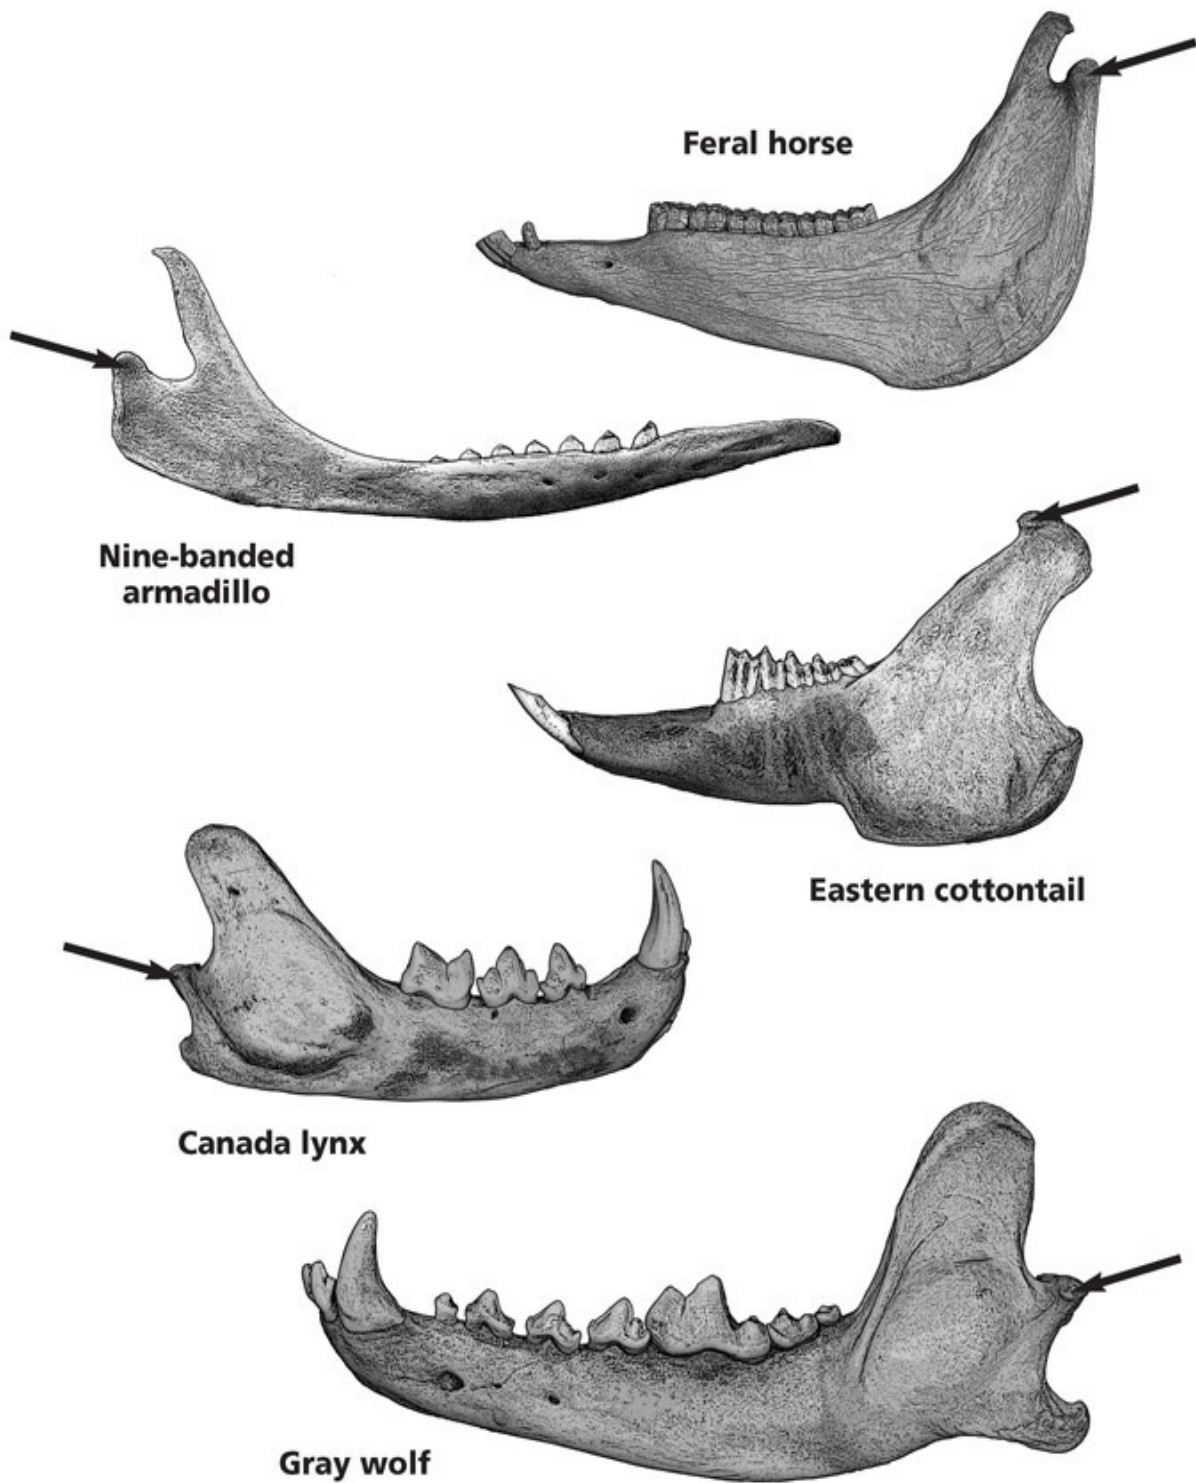 Feral horse
Nine-banded
armadillo
Eastern cottontail
Canada lynx
Gray wolf